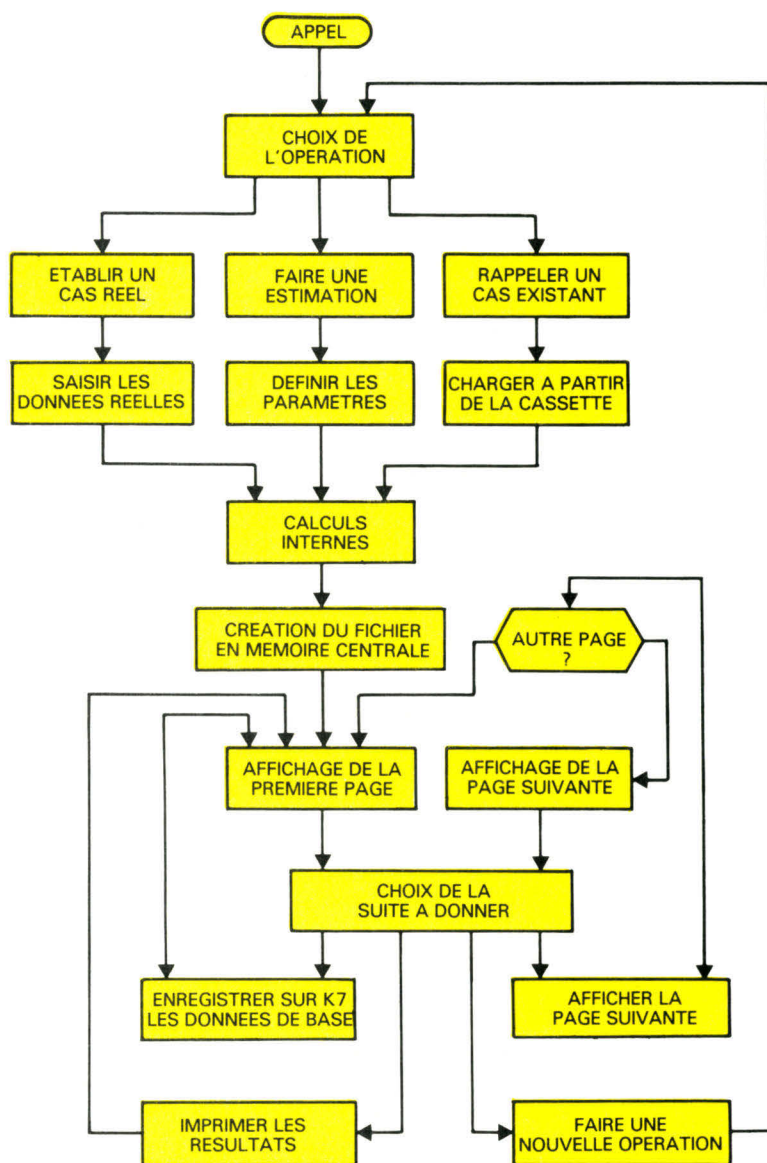 APPEL
CHOIX DE
L'OPERATION
ETABLIR UN
CAS REEL
FAIRE UNE
ESTIMATION
RAPPELER UN
CAS EXISTANT
SAISIR LES
DONNEES REELLES
DEFINIR LES
PARAMETRES
CHARGER A PARTIR
DE LA CASSETTE
CALCULS
INTERNES
CREATION DU FICHIER
EN MEMOIRE CENTRALE
AUTRE PAGE
?
AFFICHAGE DE LA
PREMIERE PAGE
AFFICHAGE DE LA
PAGE SUIVANTE
CHOIX DE LA
SUITE A DONNER
ENREGISTRER SUR K7
LES DONNEES DE BASE
AFFICHER LA
PAGE SUIVANTE
IMPRIMER LES
RESULTATS
FAIRE UNE
NOUVELLE OPERATION